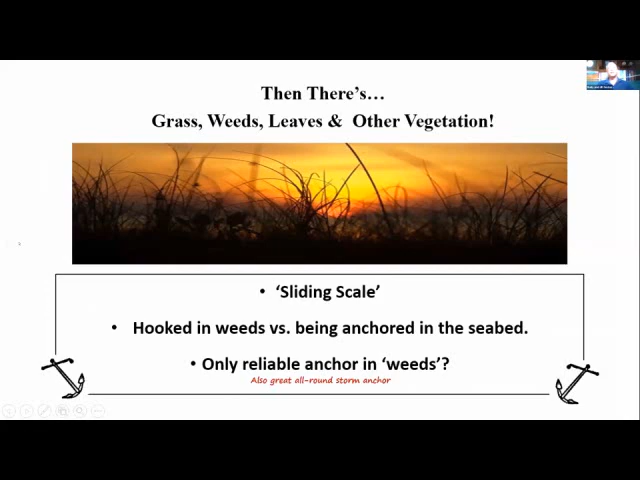 Then There's…
Grass, Weeds, Leaves & Other Vegetation!
• 'Sliding Scale'
• Hooked in weeds vs. being anchored in the seabed.
• Only reliable anchor in 'weeds'?
Also great all-round storm anchor